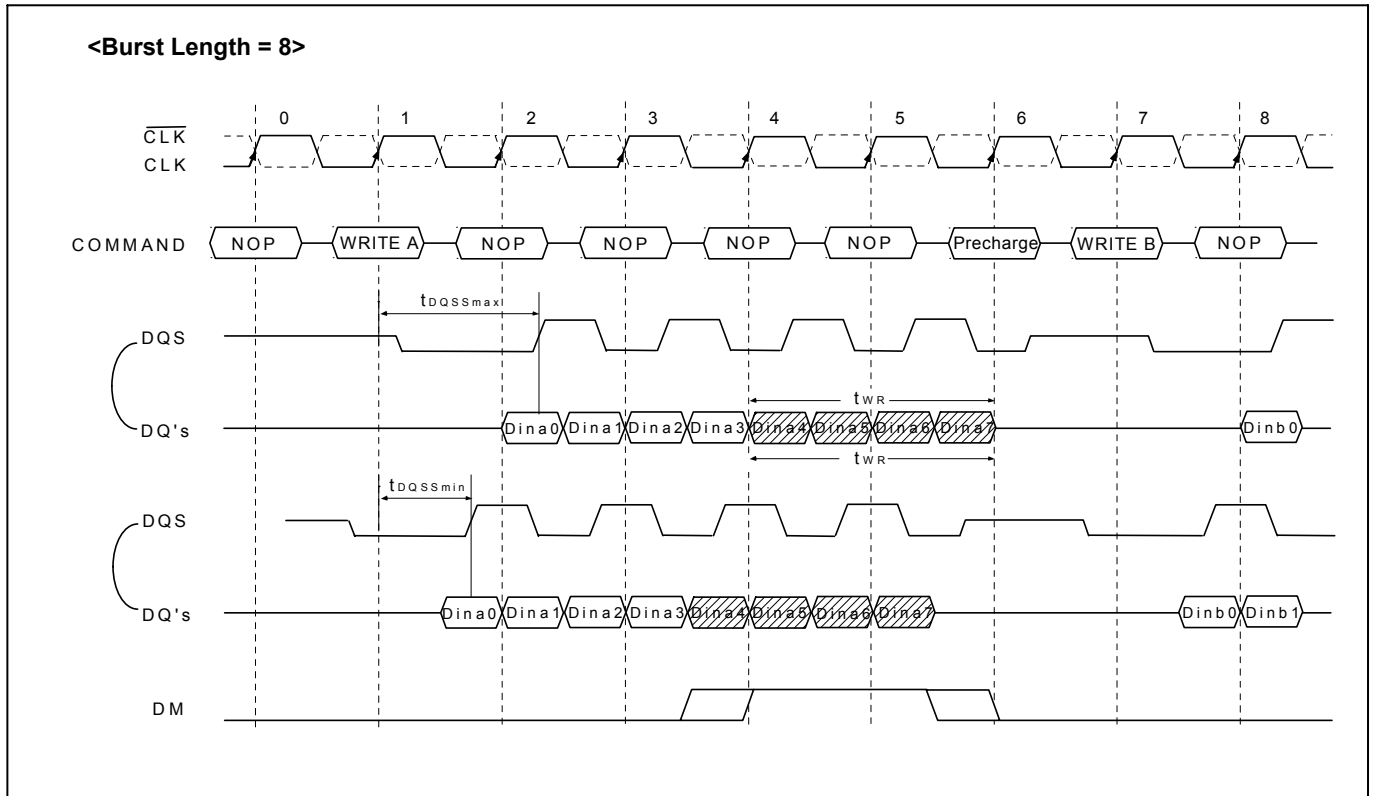 <Burst Length = 8>
0 1 2 3 4 5 6 7 8
CLK
CLK
COMMAND NOP WRITE A NOP NOP NOP NOP Precharge WRITE B NOP
tDQSSmax
DQS
tWR
DQ's Dina0 Dina1 Dina2 Dina3 Dina4 Dina5 Dina6 Dina7 Dinb0
tWR
tDQSSmin
DQS
DQ's Dina0 Dina1 Dina2 Dina3 Dina4 Dina5 Dina6 Dina7 Dinb0 Dinb1
DM